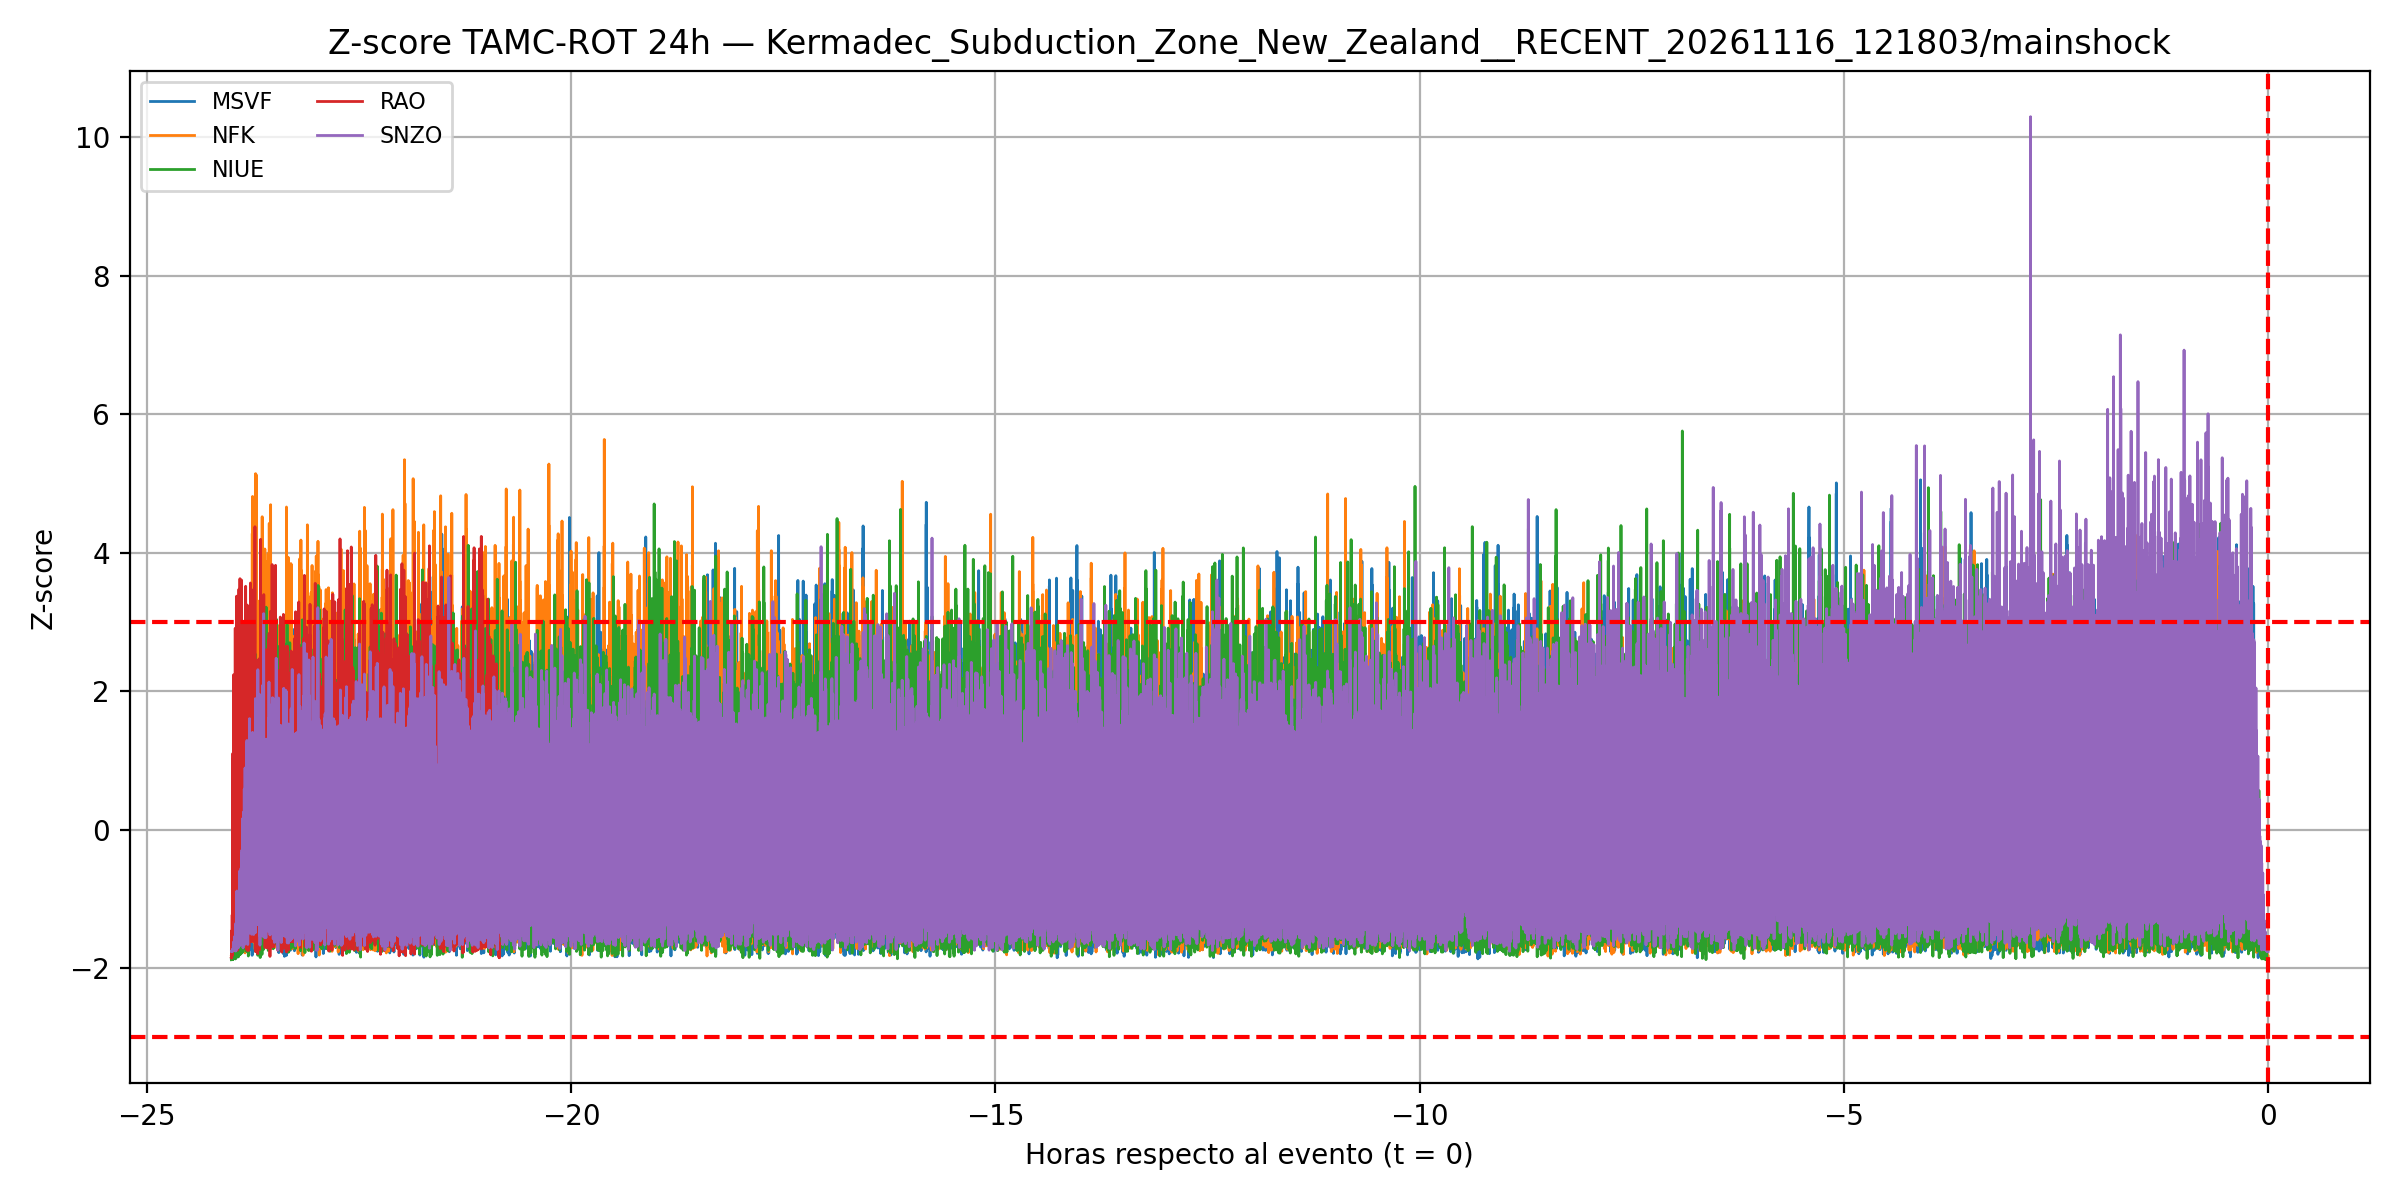 Z-score TAMC-ROT 24h — Kermadec_Subduction_Zone_New_Zealand__RECENT_20261116_121803/mainshock
MSVF
NFK
NIUE
RAO
SNZO
Z-score
10
8
6
4
2
0
−2
−25
−20
−15
−10
−5
0
Horas respecto al evento (t = 0)